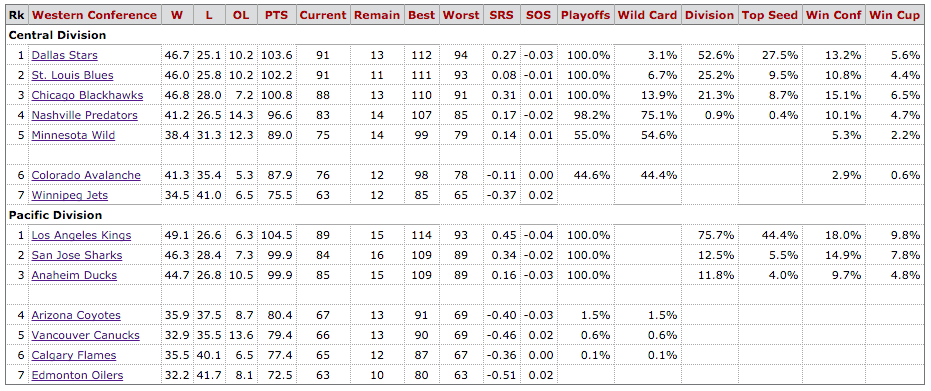 Rk Western Conference W L OL PTS Current Remain Best Worst SRS SOS Playoffs Wild Card Division Top Seed Win Conf Win Cup
Central Division
1 Dallas Stars 46.7 25.1 10.2 103.6 91 13 112 94 0.27 -0.03 100.0% 3.1% 52.6% 27.5% 13.2% 5.6%
2 St. Louis Blues 46.0 25.8 10.2 102.2 91 11 111 93 0.08 -0.01 100.0% 6.7% 25.2% 9.5% 10.8% 4.4%
3 Chicago Blackhawks 46.8 28.0 7.2 100.8 88 13 110 91 0.31 0.01 100.0% 13.9% 21.3% 8.7% 15.1% 6.5%
4 Nashville Predators 41.2 26.5 14.3 96.6 83 14 107 85 0.17 -0.02 98.2% 75.1% 0.9% 0.4% 10.1% 4.7%
5 Minnesota Wild 38.4 31.3 12.3 89.0 75 14 99 79 0.14 0.01 55.0% 54.6% 5.3% 2.2%
6 Colorado Avalanche 41.3 35.4 5.3 87.9 76 12 98 78 -0.11 0.00 44.6% 44.4% 2.9% 0.6%
7 Winnipeg Jets 34.5 41.0 6.5 75.5 63 12 85 65 -0.37 0.02
Pacific Division
1 Los Angeles Kings 49.1 26.6 6.3 104.5 89 15 114 93 0.45 -0.04 100.0% 75.7% 44.4% 18.0% 9.8%
2 San Jose Sharks 46.3 28.4 7.3 99.9 84 16 109 89 0.34 -0.02 100.0% 12.5% 5.5% 14.9% 7.8%
3 Anaheim Ducks 44.7 26.8 10.5 99.9 85 15 109 89 0.16 -0.03 100.0% 11.8% 4.0% 9.7% 4.8%
4 Arizona Coyotes 35.9 37.5 8.7 80.4 67 13 91 69 -0.40 -0.03 1.5% 1.5%
5 Vancouver Canucks 32.9 35.5 13.6 79.4 66 13 90 69 -0.46 0.02 0.6% 0.6%
6 Calgary Flames 35.5 40.1 6.5 77.4 65 12 87 67 -0.36 0.00 0.1% 0.1%
7 Edmonton Oilers 32.2 41.7 8.1 72.5 63 10 80 63 -0.51 0.02